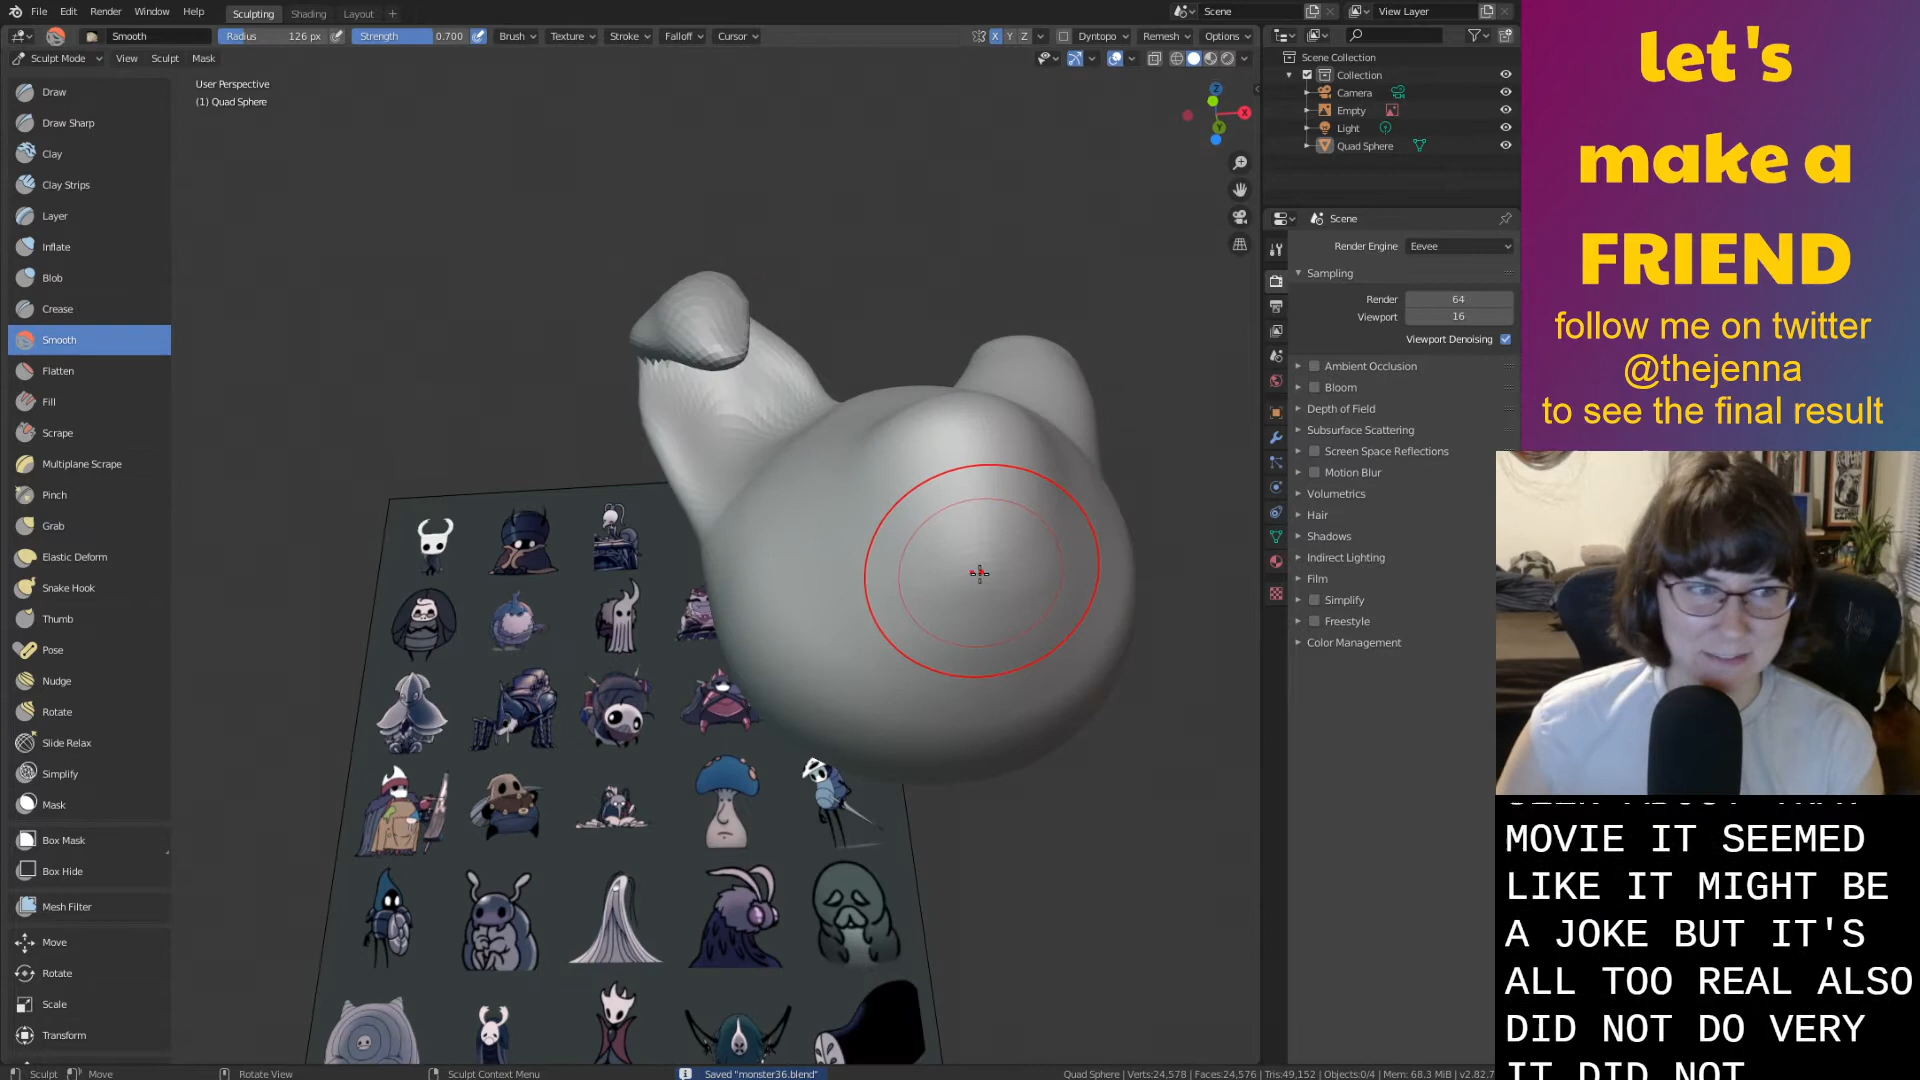 File Edit Render Window Help Sculpting Shading Layout + Scene View Layer
Smooth Radius 126 px Strength 0.700 Brush Texture Stroke Falloff Cursor X Y Z Dyntopo Remesh Options
Sculpt Mode View Sculpt Mask
User Perspective
(1) Quad Sphere
Draw
Draw Sharp
Clay
Clay Strips
Layer
Inflate
Blob
Crease
Smooth
Flatten
Fill
Scrape
Multiplane Scrape
Pinch
Grab
Elastic Deform
Snake Hook
Thumb
Pose
Nudge
Rotate
Slide Relax
Simplify
Mask
Box Mask
Box Hide
Mesh Filter
Move
Rotate
Scale
Transform
Z
X
Y
Scene Collection
Collection
Camera
Empty
Light
Quad Sphere
Scene
Render Engine Eevee
Sampling
Render 64
Viewport 16
Viewport Denoising
Ambient Occlusion
Bloom
Depth of Field
Subsurface Scattering
Screen Space Reflections
Motion Blur
Volumetrics
Hair
Shadows
Indirect Lighting
Film
Simplify
Freestyle
Color Management
let's
make a
FRIEND
follow me on twitter
@thejenna
to see the final result
MOVIE IT SEEMED
LIKE IT MIGHT BE
A JOKE BUT IT'S
ALL TOO REAL ALSO
DID NOT DO VERY
IT DID NOT
Sculpt Move Rotate View Sculpt Context Menu Saved "monster36.blend" Quad Sphere | Verts:24,578 | Faces:24,576 | Tris:49,152 | Objects:0/4 | Mem: 68.3 MiB | v2.82.7